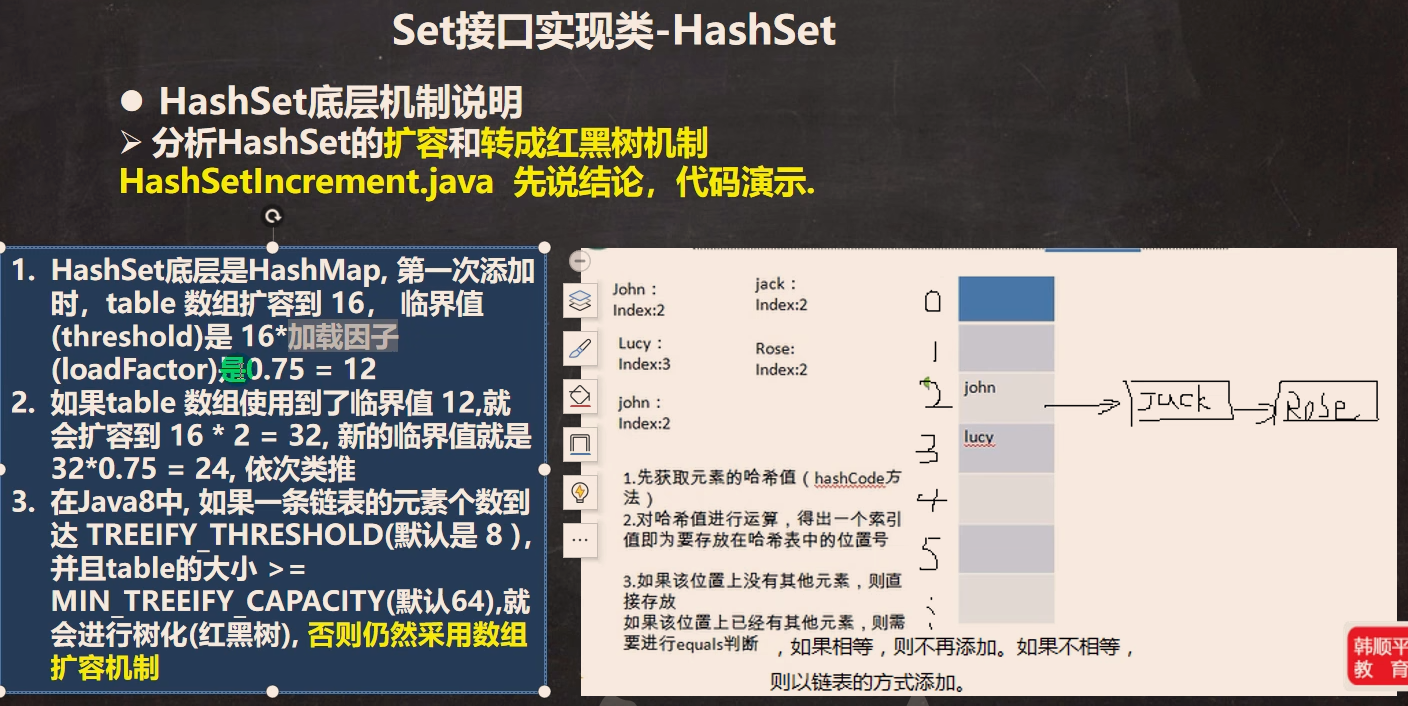 Set接口实现类-HashSet
● HashSet底层机制说明
➢ 分析HashSet的扩容和转成红黑树机制
HashSetIncrement.java 先说结论，代码演示.
1. HashSet底层是HashMap, 第一次添加
时，table 数组扩容到 16， 临界值
(threshold)是 16*加载因子
(loadFactor)是0.75 = 12
2. 如果table 数组使用到了临界值 12,就
会扩容到 16 * 2 = 32, 新的临界值就是
32*0.75 = 24, 依次类推
3. 在Java8中, 如果一条链表的元素个数到
达 TREEIFY_THRESHOLD(默认是 8 ),
并且table的大小 >=
MIN_TREEIFY_CAPACITY(默认64),就
会进行树化(红黑树), 否则仍然采用数组
扩容机制
John：
Index:2
jack：
Index:2
Lucy：
Index:3
Rose:
Index:2
john：
Index:2
1.先获取元素的哈希值（hashCode方
法）
2.对哈希值进行运算，得出一个索引
值即为要存放在哈希表中的位置号
3.如果该位置上没有其他元素，则直
接存放
如果该位置上已经有其他元素，则需
要进行equals判断 ，如果相等，则不再添加。如果不相等，
则以链表的方式添加。
0
1
2 john Jack Rose
3 lucy
4
5
韩顺平
教 育